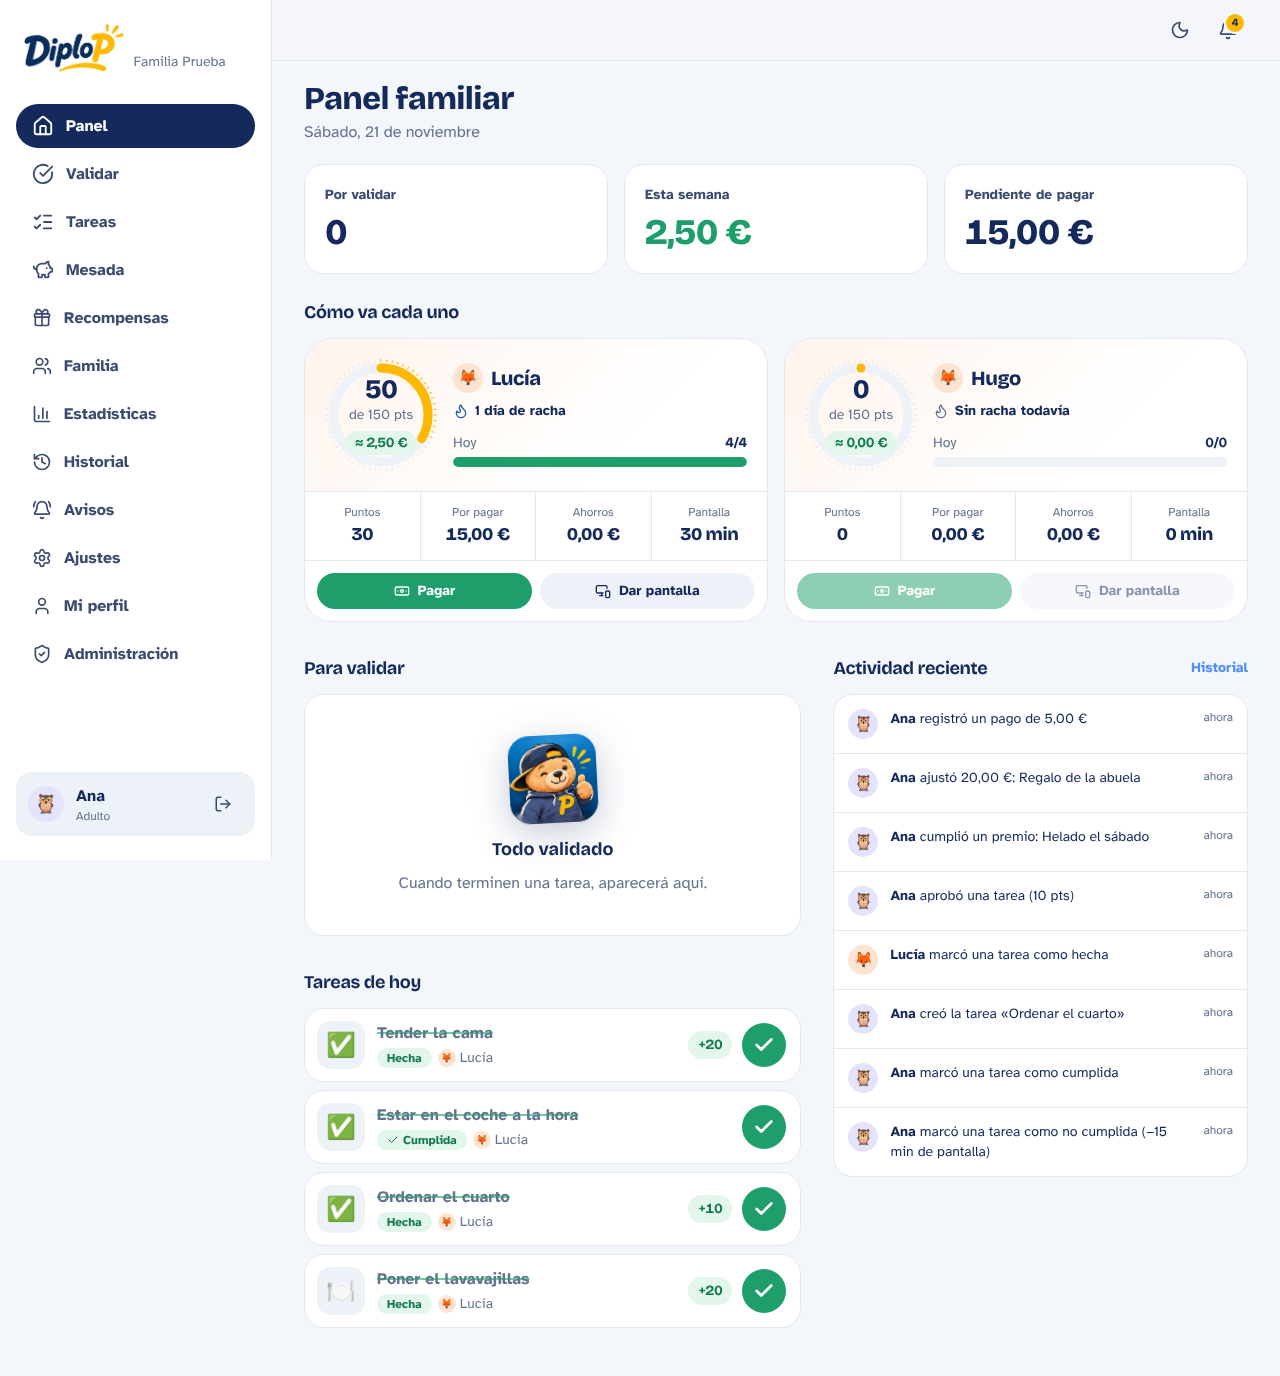 DiploP
Familia Prueba
4
Panel
Validar
Tareas
Mesada
Recompensas
Familia
Estadísticas
Historial
Avisos
Ajustes
Mi perfil
Administración
Ana
Adulto
Panel familiar
Sábado, 21 de noviembre
Por validar
0
Esta semana
2,50 €
Pendiente de pagar
15,00 €
Cómo va cada uno
50
de 150 pts
≈ 2,50 €
Lucía
1 día de racha
Hoy 4/4
Puntos
30
Por pagar
15,00 €
Ahorros
0,00 €
Pantalla
30 min
Pagar
Dar pantalla
0
de 150 pts
≈ 0,00 €
Hugo
Sin racha todavía
Hoy 0/0
Puntos
0
Por pagar
0,00 €
Ahorros
0,00 €
Pantalla
0 min
Pagar
Dar pantalla
Para validar
P
Todo validado
Cuando terminen una tarea, aparecerá aquí.
Tareas de hoy
Tender la cama
Hecha Lucía
+20
Estar en el coche a la hora
Cumplida Lucía
Ordenar el cuarto
Hecha Lucía
+10
Poner el lavavajillas
Hecha Lucía
+20
Actividad reciente
Historial
Ana registró un pago de 5,00 € ahora
Ana ajustó 20,00 €: Regalo de la abuela ahora
Ana cumplió un premio: Helado el sábado ahora
Ana aprobó una tarea (10 pts) ahora
Lucía marcó una tarea como hecha ahora
Ana creó la tarea «Ordenar el cuarto» ahora
Ana marcó una tarea como cumplida ahora
Ana marcó una tarea como no cumplida (−15 ahora
min de pantalla)